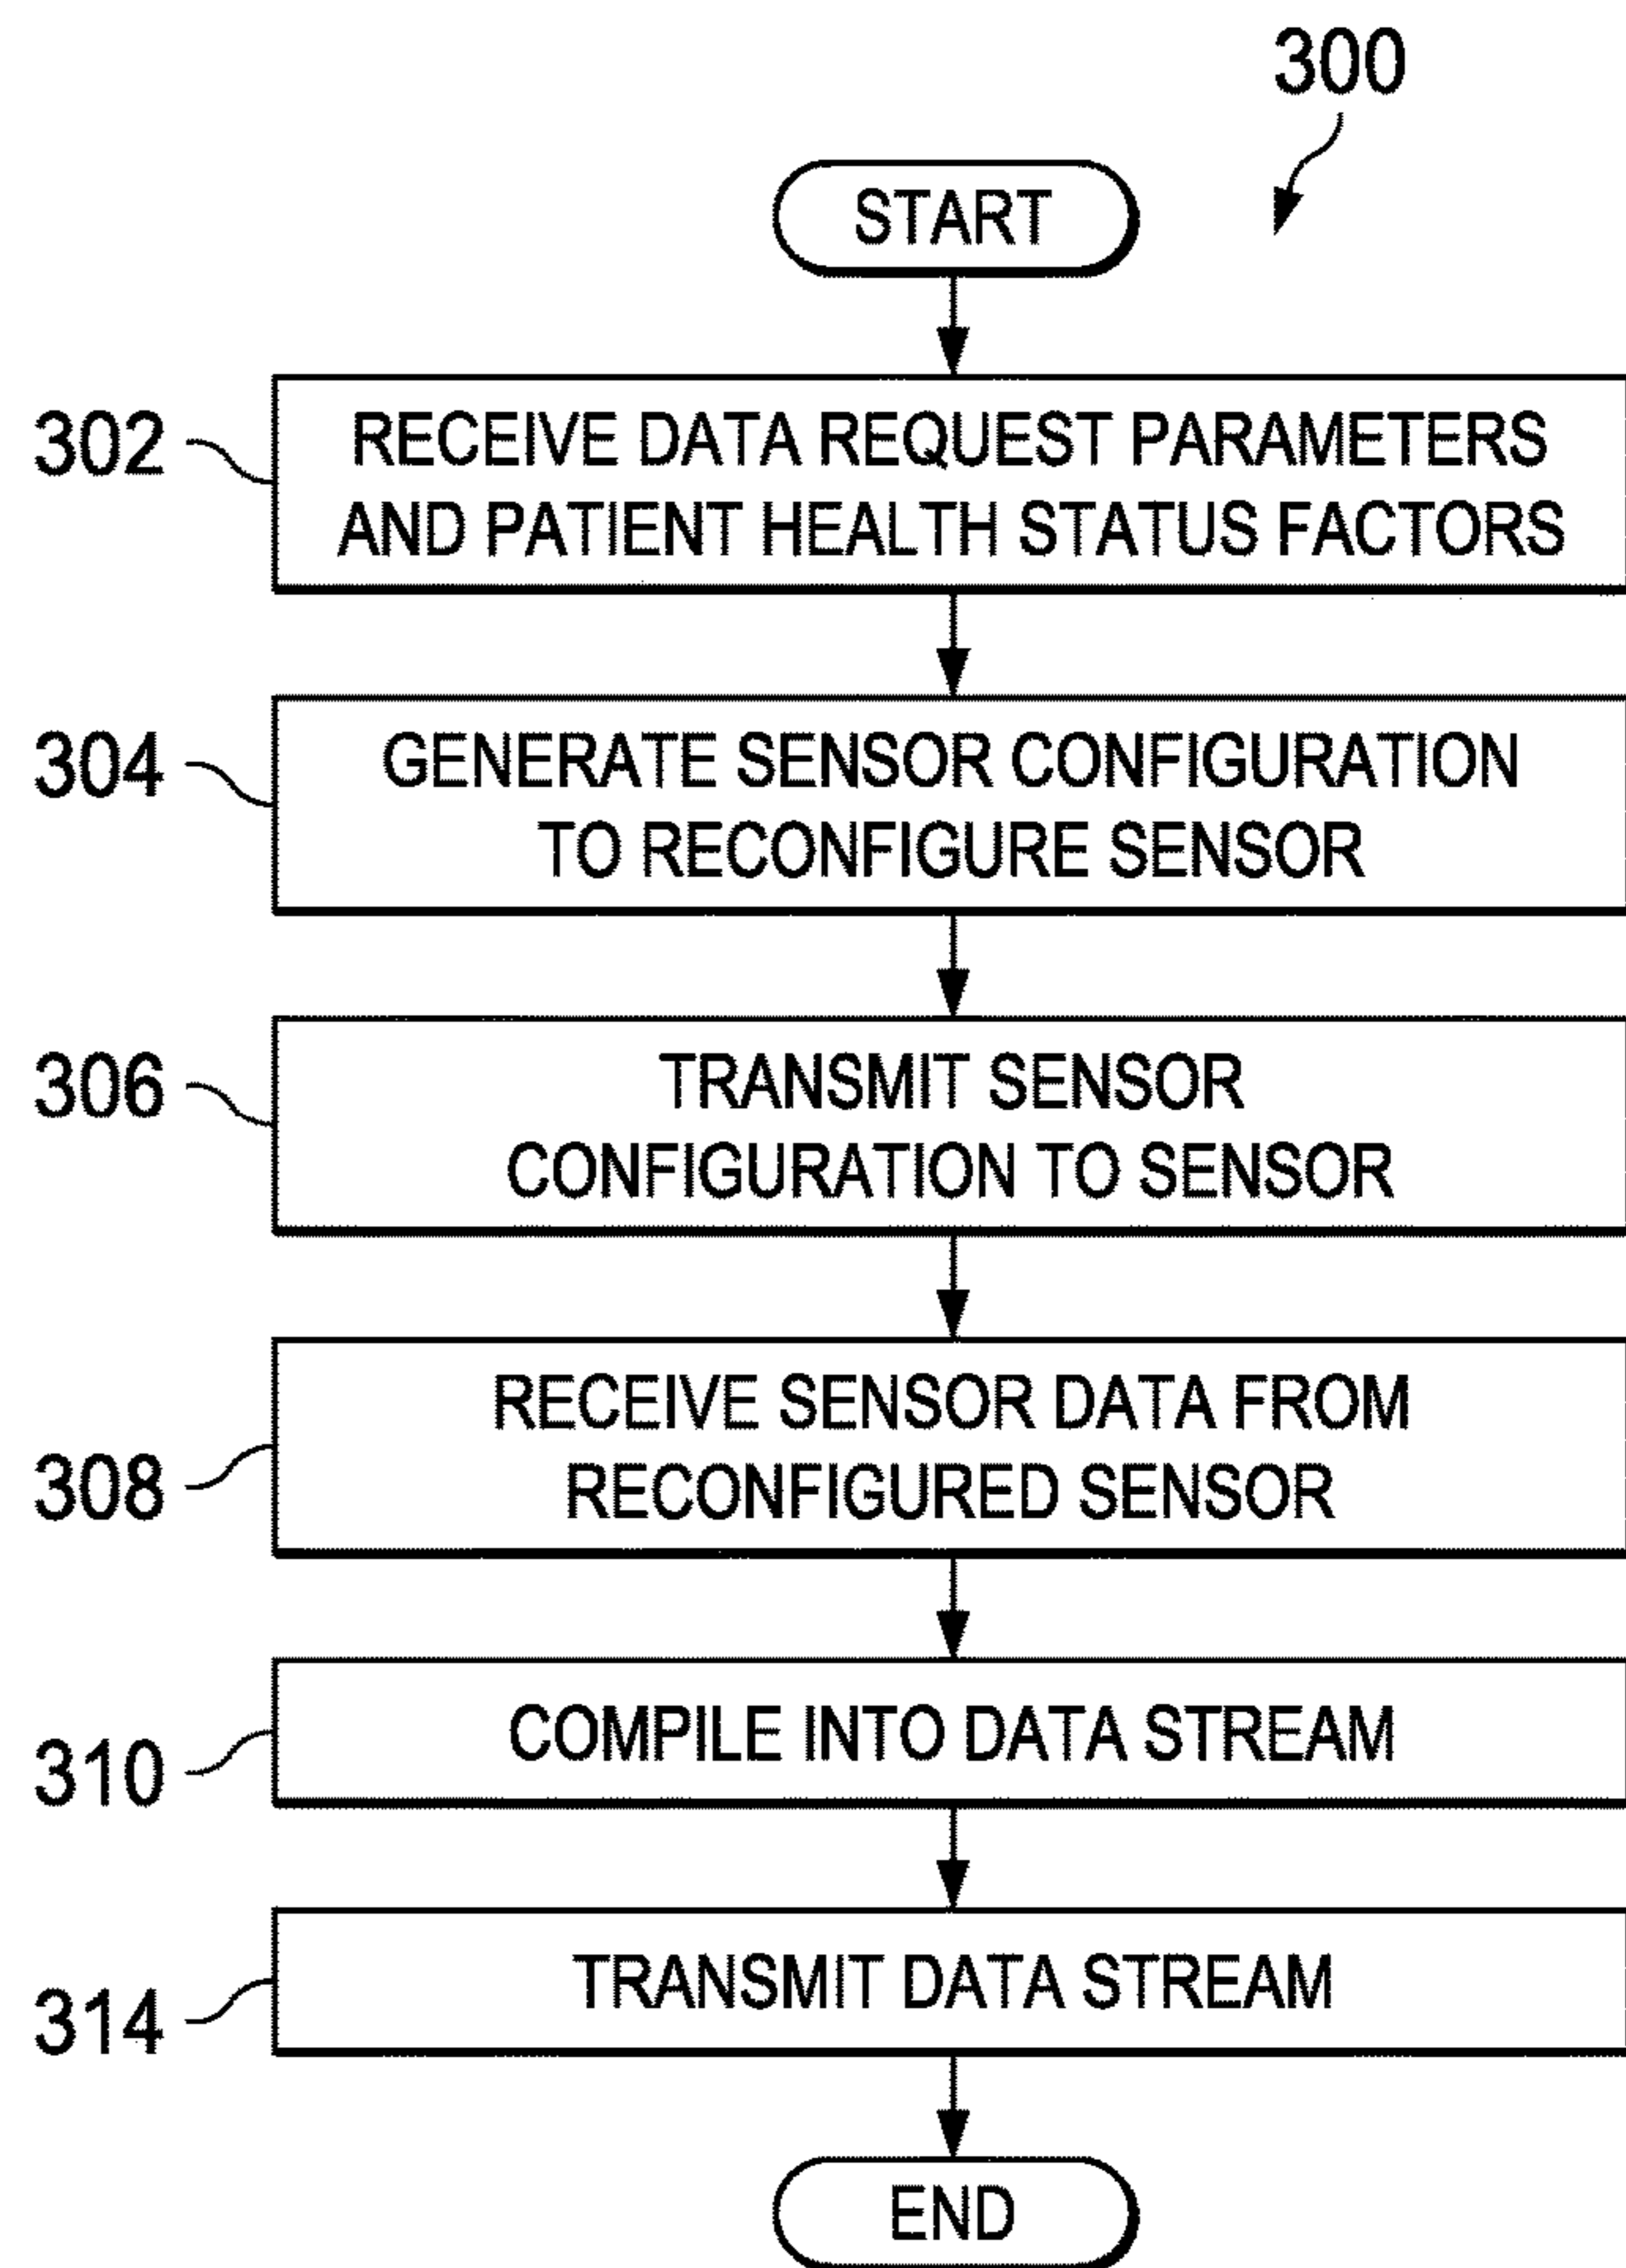 300
START
302
RECEIVE DATA REQUEST PARAMETERS
AND PATIENT HEALTH STATUS FACTORS
304
GENERATE SENSOR CONFIGURATION
TO RECONFIGURE SENSOR
306
TRANSMIT SENSOR
CONFIGURATION TO SENSOR
308
RECEIVE SENSOR DATA FROM
RECONFIGURED SENSOR
310
COMPILE INTO DATA STREAM
314
TRANSMIT DATA STREAM
END